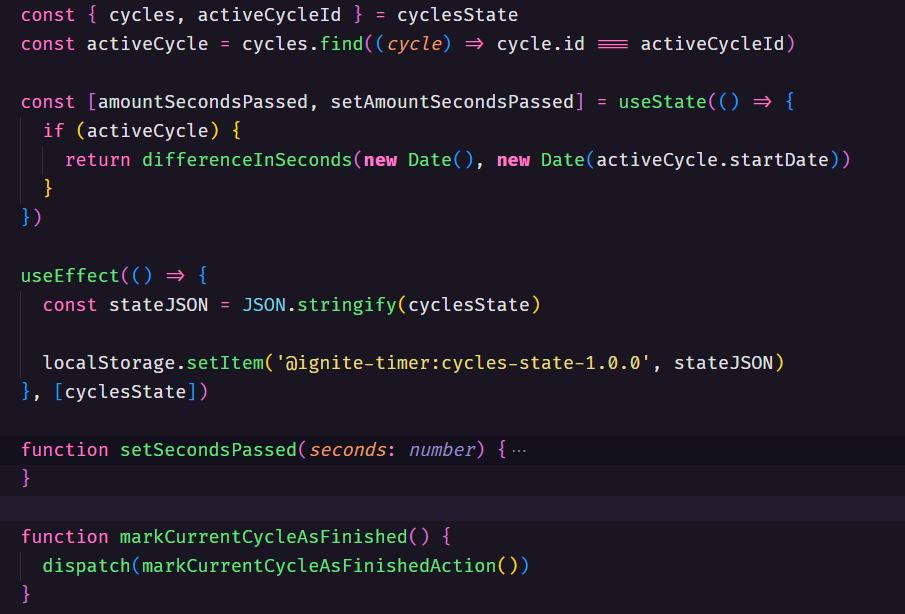 const { cycles, activeCycleId } = cyclesState
const activeCycle = cycles.find((cycle) => cycle.id === activeCycleId)

const [amountSecondsPassed, setAmountSecondsPassed] = useState(() => {
  if (activeCycle) {
    return differenceInSeconds(new Date(), new Date(activeCycle.startDate))
  }
})

useEffect(() => {
  const stateJSON = JSON.stringify(cyclesState)

  localStorage.setItem('@ignite-timer:cycles-state-1.0.0', stateJSON)
}, [cyclesState])

function setSecondsPassed(seconds: number) {···
}

function markCurrentCycleAsFinished() {
  dispatch(markCurrentCycleAsFinishedAction())
}